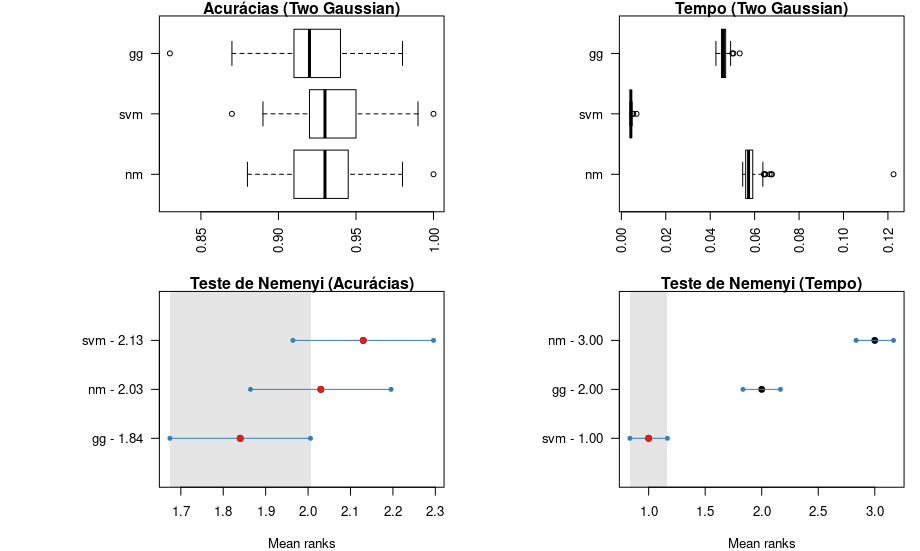 Acurácias (Two Gaussian)
gg
svm
nm
0.85
0.90
0.95
1.00
Tempo (Two Gaussian)
gg
svm
nm
0.00
0.02
0.04
0.06
0.08
0.10
0.12
Teste de Nemenyi (Acurácias)
svm - 2.13
nm - 2.03
gg - 1.84
1.7 1.8 1.9 2.0 2.1 2.2 2.3
Mean ranks
Teste de Nemenyi (Tempo)
nm - 3.00
gg - 2.00
svm - 1.00
1.0 1.5 2.0 2.5 3.0
Mean ranks